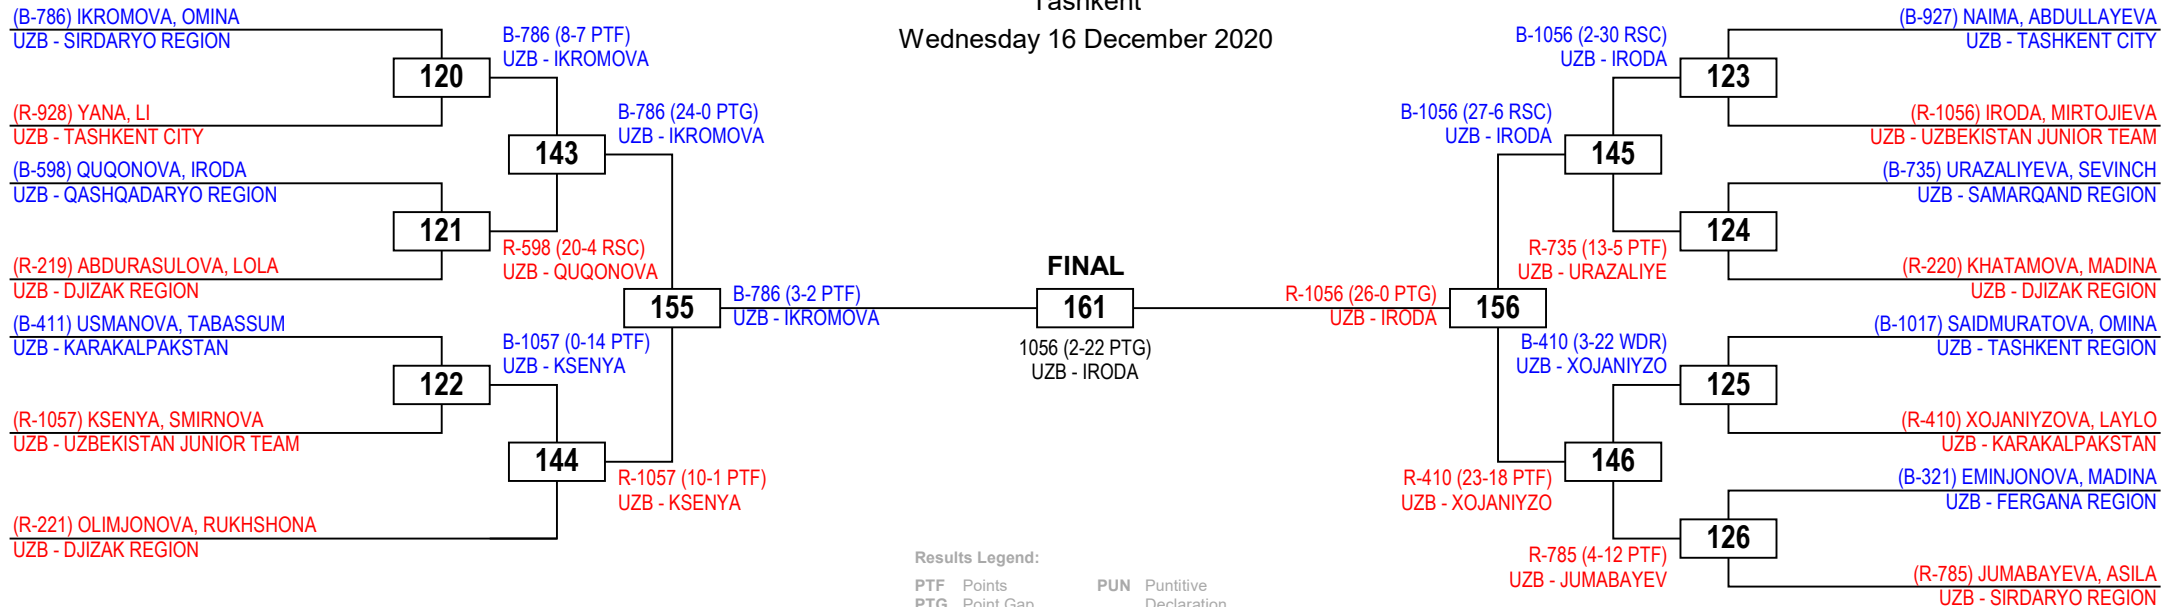 Tashkent
Wednesday 16 December 2020
(B-786) IKROMOVA, OMINA
UZB - SIRDARYO REGION
120
(R-928) YANA, LI
UZB - TASHKENT CITY
(B-598) QUQONOVA, IRODA
UZB - QASHQADARYO REGION
121
(R-219) ABDURASULOVA, LOLA
UZB - DJIZAK REGION
(B-411) USMANOVA, TABASSUM
UZB - KARAKALPAKSTAN
122
(R-1057) KSENYA, SMIRNOVA
UZB - UZBEKISTAN JUNIOR TEAM
(R-221) OLIMJONOVA, RUKHSHONA
UZB - DJIZAK REGION
B-786 (8-7 PTF)
UZB - IKROMOVA
143
R-598 (20-4 RSC)
UZB - QUQONOVA
B-1057 (0-14 PTF)
UZB - KSENYA
144
B-786 (24-0 PTG)
UZB - IKROMOVA
155
R-1057 (10-1 PTF)
UZB - KSENYA
B-786 (3-2 PTF)
UZB - IKROMOVA
FINAL
161
1056 (2-22 PTG)
UZB - IRODA
R-1056 (26-0 PTG)
UZB - IRODA
156
B-1056 (27-6 RSC)
UZB - IRODA
145
R-410 (23-18 PTF)
UZB - XOJANIYZO
146
B-1056 (2-30 RSC)
UZB - IRODA
R-735 (13-5 PTF)
UZB - URAZALIYE
B-410 (3-22 WDR)
UZB - XOJANIYZO
R-785 (4-12 PTF)
UZB - JUMABAYEV
(B-927) NAIMA, ABDULLAYEVA
UZB - TASHKENT CITY
123
(R-1056) IRODA, MIRTOJIEVA
UZB - UZBEKISTAN JUNIOR TEAM
(B-735) URAZALIYEVA, SEVINCH
UZB - SAMARQAND REGION
124
(R-220) KHATAMOVA, MADINA
UZB - DJIZAK REGION
(B-1017) SAIDMURATOVA, OMINA
UZB - TASHKENT REGION
125
(R-410) XOJANIYZOVA, LAYLO
UZB - KARAKALPAKSTAN
(B-321) EMINJONOVA, MADINA
UZB - FERGANA REGION
126
(R-785) JUMABAYEVA, ASILA
UZB - SIRDARYO REGION
Results Legend:
PTF Points PUN Puntitive
PTG Point Gap Declaration